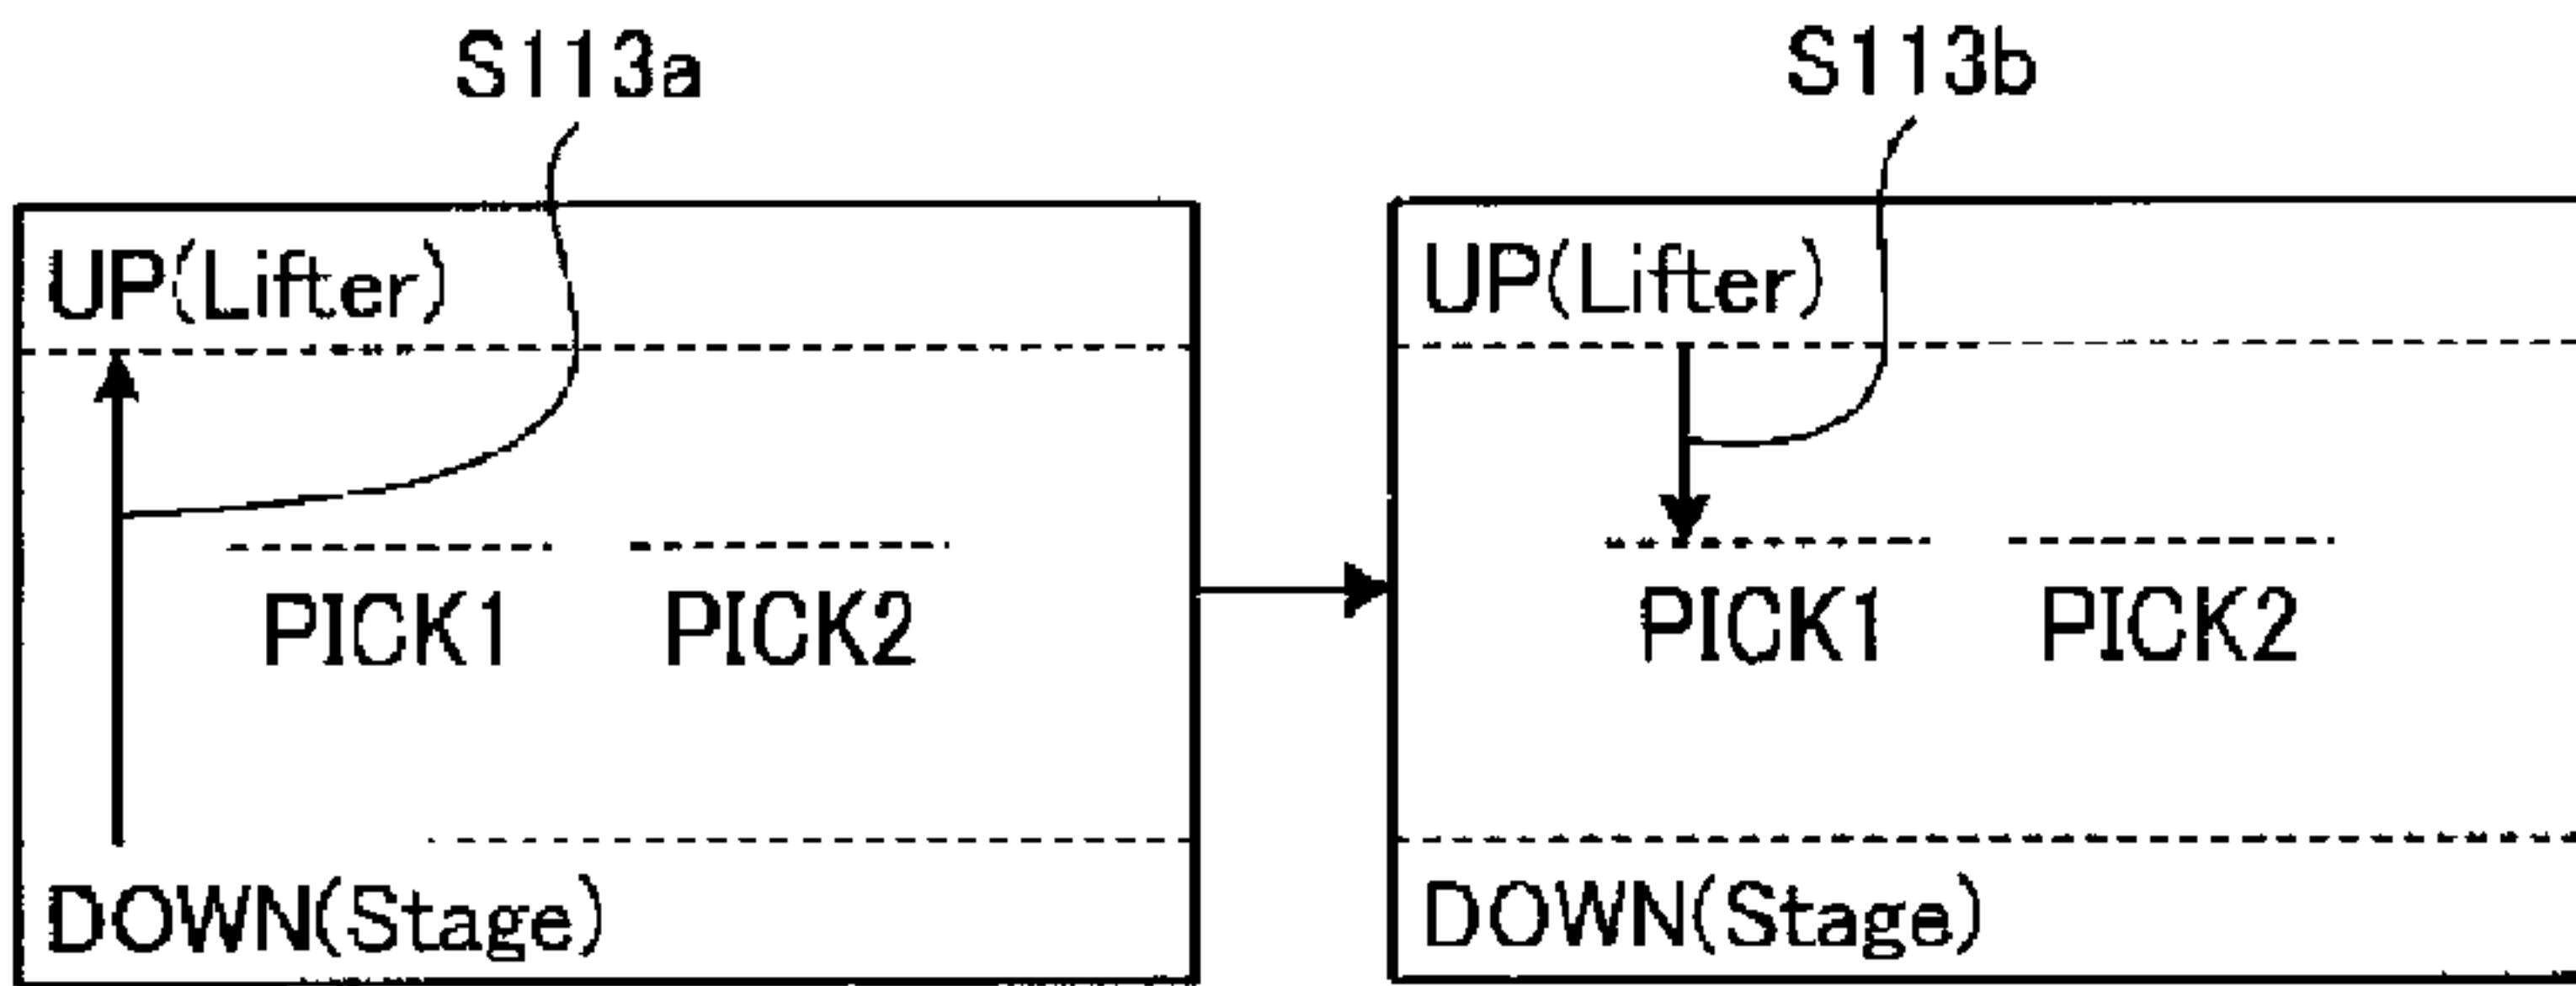 S113a
S113b
UP(Lifter)
UP(Lifter)
PICK1 PICK2
PICK1 PICK2
DOWN(Stage)
DOWN(Stage)